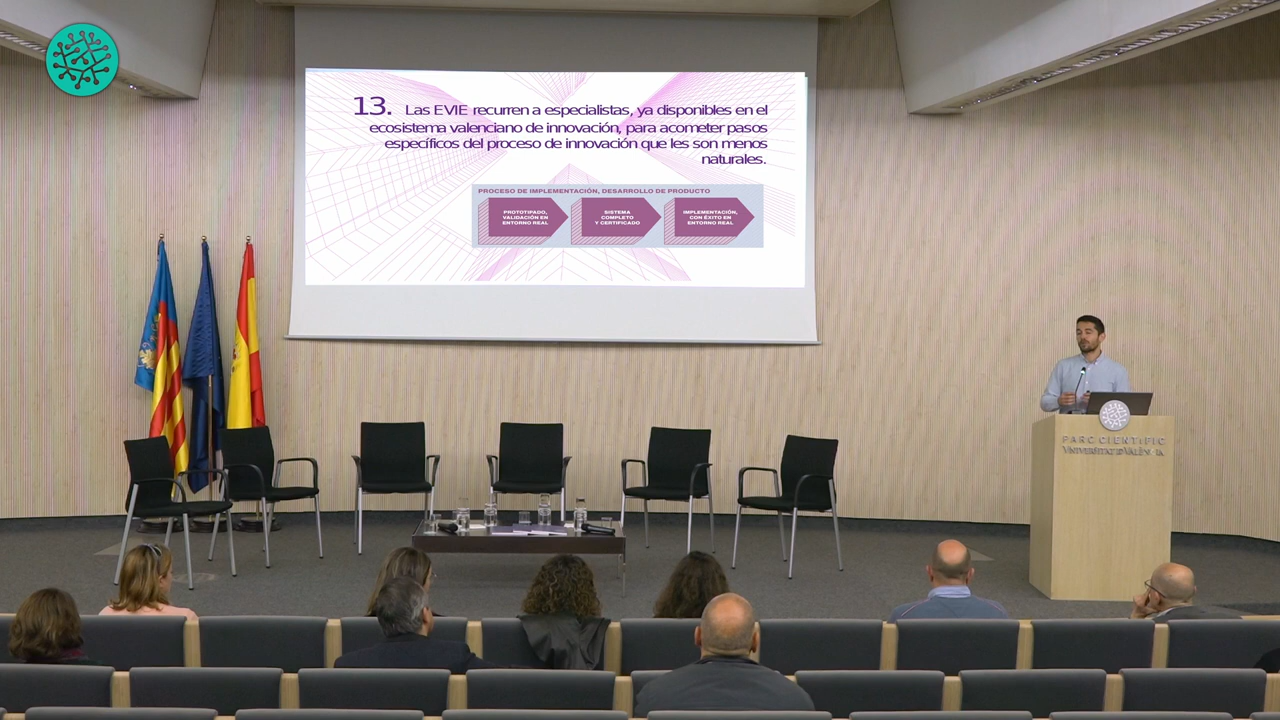 13. Las EVIE recurren a especialistas, ya disponibles en el
ecosistema valenciano de innovación, para acometer pasos
específicos del proceso de innovación que les son menos
naturales.
PROCESO DE IMPLEMENTACIÓN, DESARROLLO DE PRODUCTO
PROTOTIPADO,
VALIDACIÓN EN
ENTORNO REAL
SISTEMA
COMPLETO
Y CERTIFICADO
IMPLEMENTACIÓN,
CON ÉXITO EN
ENTORNO REAL
PARC CIENTÍFIC